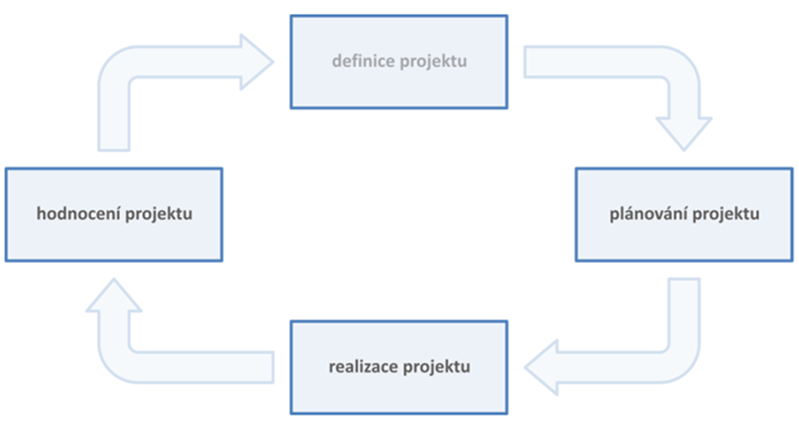 definice projektu
hodnocení projektu
plánování projektu
realizace projektu